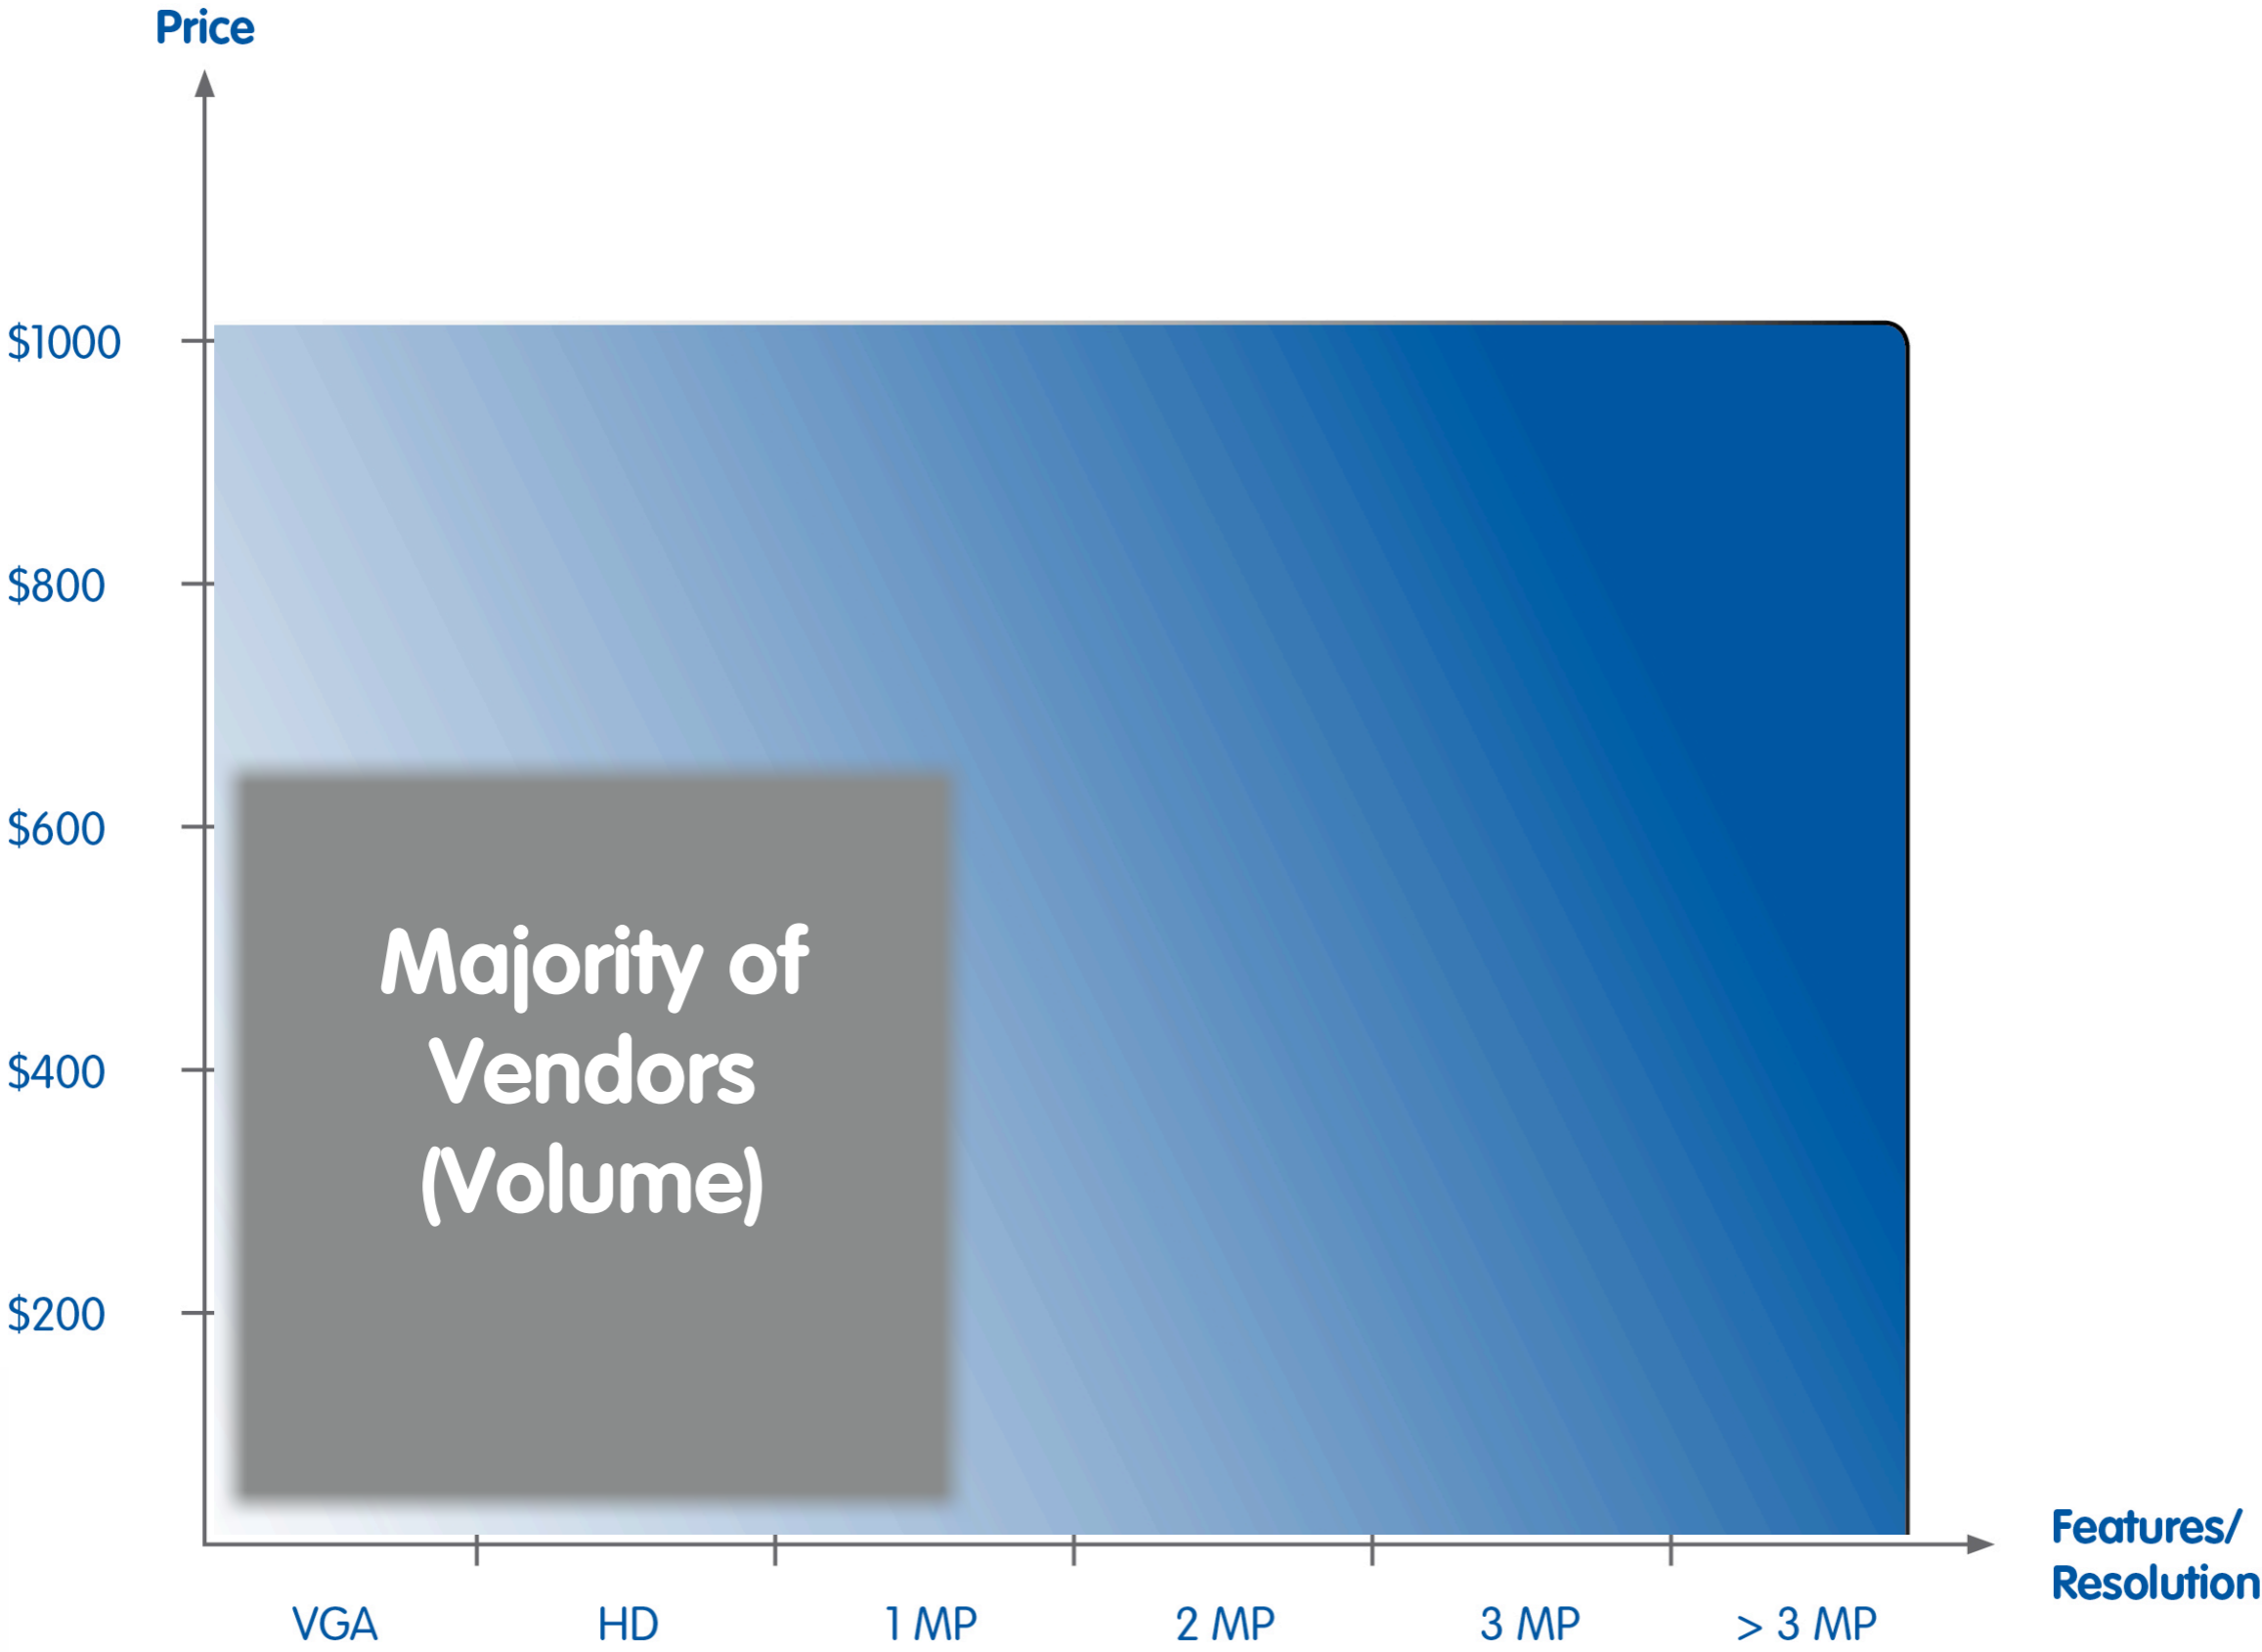 Price
$1000
$800
$600
$400
$200
Majority of
Vendors
(Volume)
Features/
Resolution
VGA
HD
1 MP
2 MP
3 MP
> 3 MP